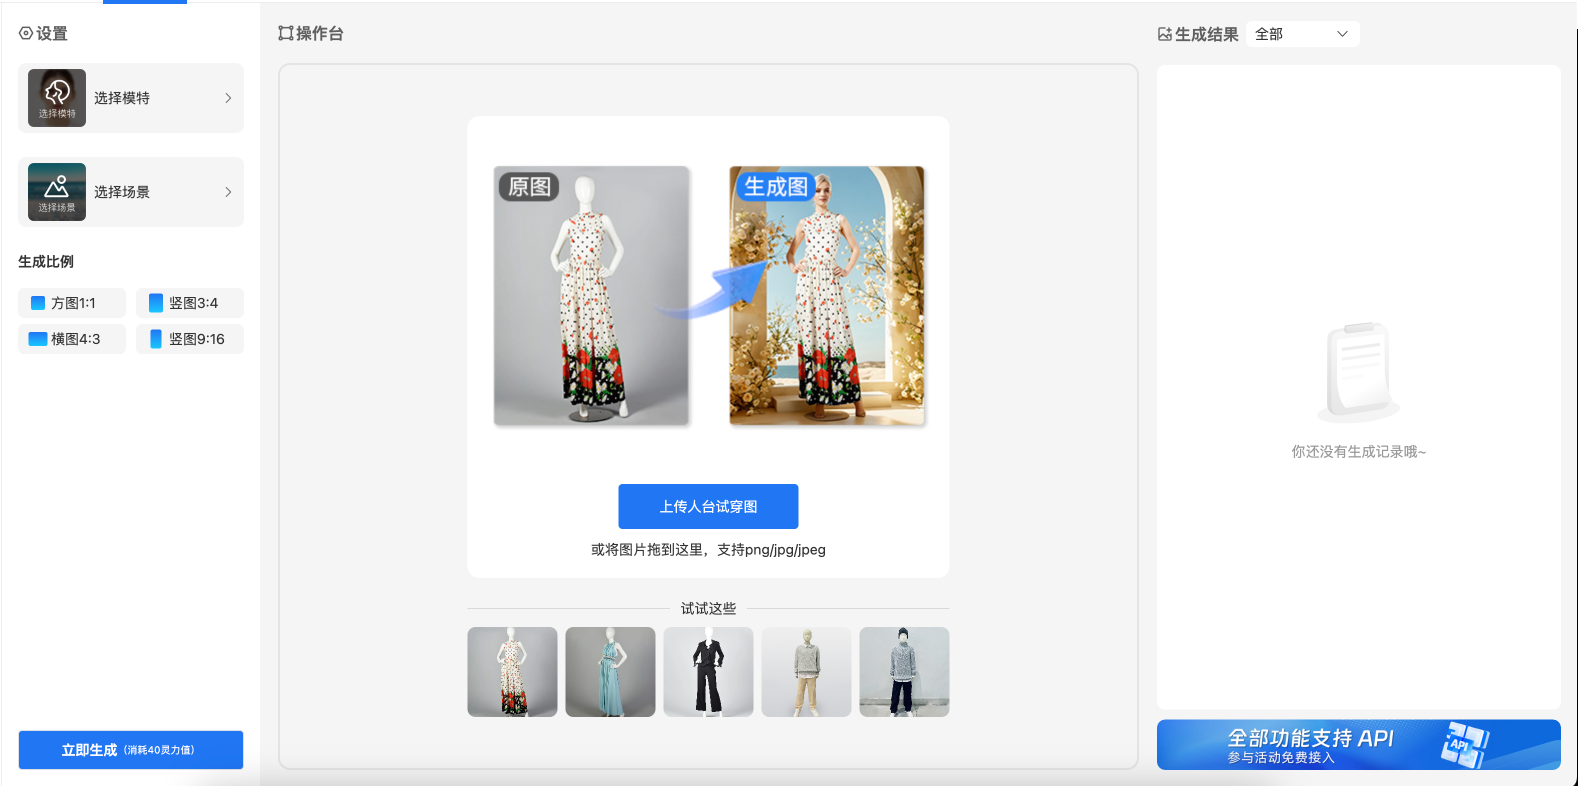 设置
选择模特
选择模特
选择场景
选择场景
生成比例
方图1:1
竖图3:4
横图4:3
竖图9:16
立即生成 (消耗40灵力值)
操作台
原图
生成图
上传人台试穿图
或将图片拖到这里，支持png/jpg/jpeg
试试这些
生成结果
全部
你还没有生成记录哦~
全部功能支持 API
参与活动免费接入
API